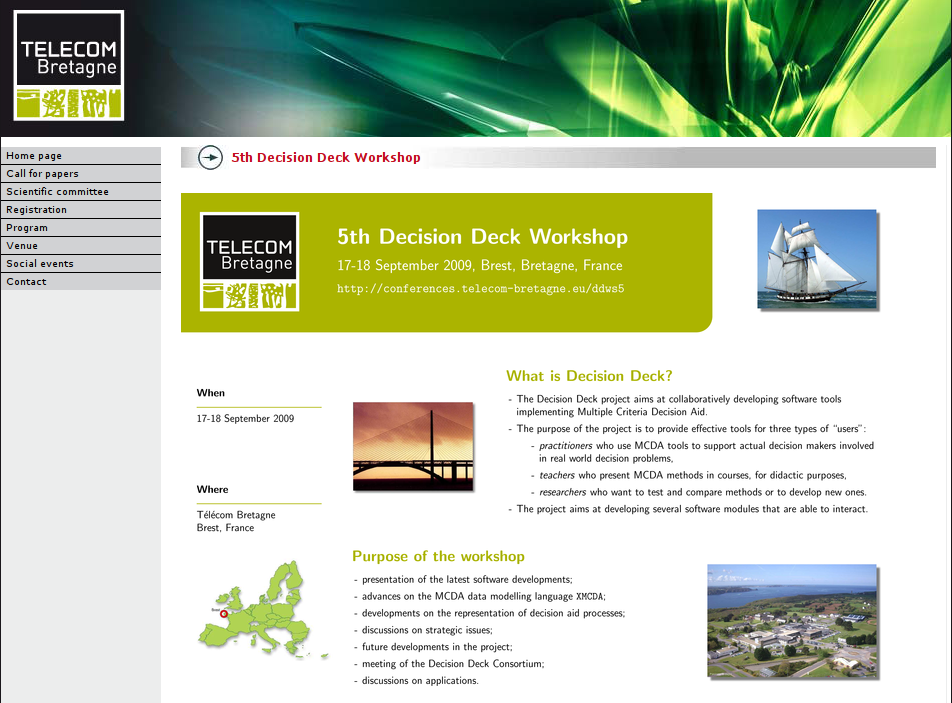 TELECOM
Bretagne
Home page
Call for papers
Scientific committee
Registration
Program
Venue
Social events
Contact
5th Decision Deck Workshop
TELECOM
Bretagne
5th Decision Deck Workshop
17-18 September 2009, Brest, Bretagne, France
http://conferences.telecom-bretagne.eu/ddws5
When
17-18 September 2009
Where
Télécom Bretagne
Brest, France
What is Decision Deck?
- The Decision Deck project aims at collaboratively developing software tools
implementing Multiple Criteria Decision Aid.
- The purpose of the project is to provide effective tools for three types of “users”:
- practitioners who use MCDA tools to support actual decision makers involved
in real world decision problems,
- teachers who present MCDA methods in courses, for didactic purposes,
- researchers who want to test and compare methods or to develop new ones.
- The project aims at developing several software modules that are able to interact.
Purpose of the workshop
- presentation of the latest software developments;
- advances on the MCDA data modelling language XMCDA;
- developments on the representation of decision aid processes;
- discussions on strategic issues;
- future developments in the project;
- meeting of the Decision Deck Consortium;
- discussions on applications.